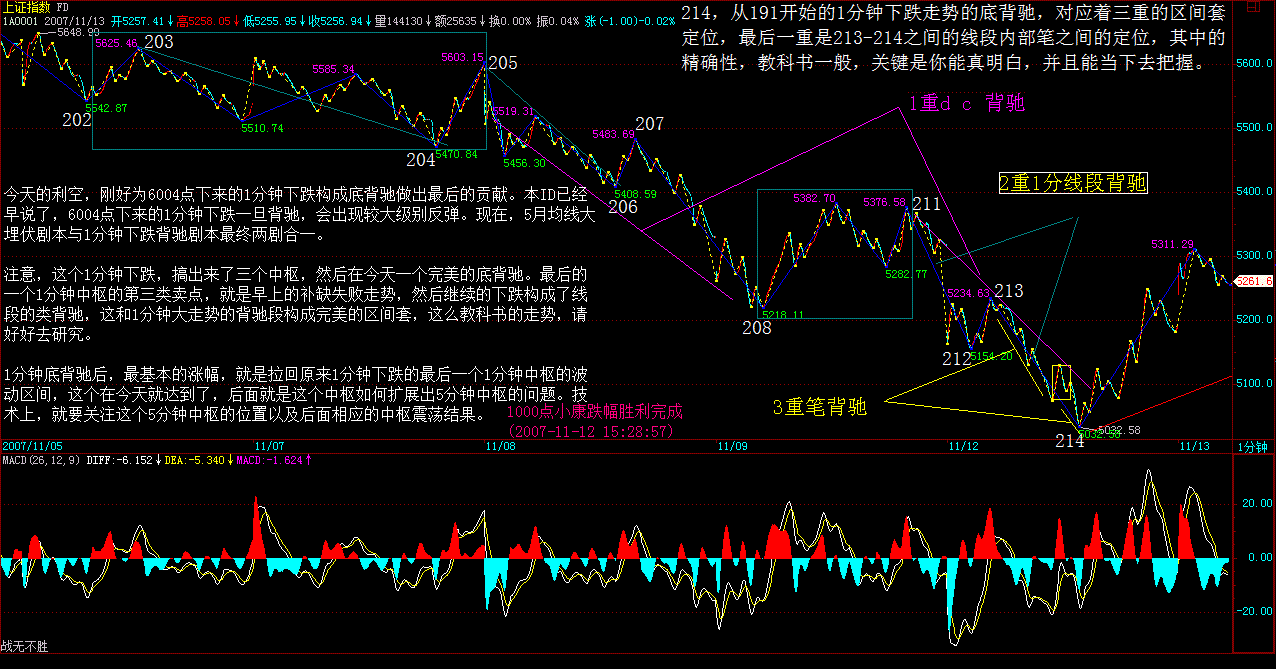 上证指数 FD
1A0001 2007/11/13 开5257.41↓高5258.05↓低5255.95↓收5256.94↓量144130↓额25635↓换0.00% 振0.04% 涨(-1.00)-0.02%
214，从191开始的1分钟下跌走势的底背驰，对应着三重的区间套
定位，最后一重是213-214之间的线段内部笔之间的定位，其中的
精确性，教科书一般，关键是你能真明白，并且能当下去把握。
5648.99
5625.46
203
5600.0
5603.15
205
5585.34
1重d c 背驰
5542.87
202
5510.74
5519.31
5500.0
5483.69
207
204
5470.84
5456.30
2重1分线段背驰
5408.59
206
5400.0
5382.70
5376.58
211
今天的利空，刚好为6004点下来的1分钟下跌构成底背驰做出最后的贡献。本ID已经
早说了，6004点下来的1分钟下跌一旦背驰，会出现较大级别反弹。现在，5月均线大
埋伏剧本与1分钟下跌背驰剧本最终两剧合一。
5311.29
5300.0
5282.77
5261.6
注意，这个1分钟下跌，搞出来了三个中枢，然后在今天一个完美的底背驰。最后的
一个1分钟中枢的第三类卖点，就是早上的补缺失败走势，然后继续的下跌构成了线
段的类背驰，这和1分钟大走势的背驰段构成完美的区间套，这么教科书的走势，请
好好去研究。
5234.63
213
5218.11
208
5200.0
212
5154.20
1分钟底背驰后，最基本的涨幅，就是拉回原来1分钟下跌的最后一个1分钟中枢的波
动区间，这个在今天就达到了，后面就是这个中枢如何扩展出5分钟中枢的问题。技
术上，就要关注这个5分钟中枢的位置以及后面相应的中枢震荡结果。
5100.0
3重笔背驰
1000点小康跌幅胜利完成
(2007-11-12 15:23:57)
5032.58
5032.58
214
2007/11/05
11/07
11/08
11/09
11/12
11/13
1分钟
MACD(26,12,9) DIFF:-6.152↓DEA:-5.340↓MACD:-1.624↑
20.00
0.00
-20.00
战无不胜